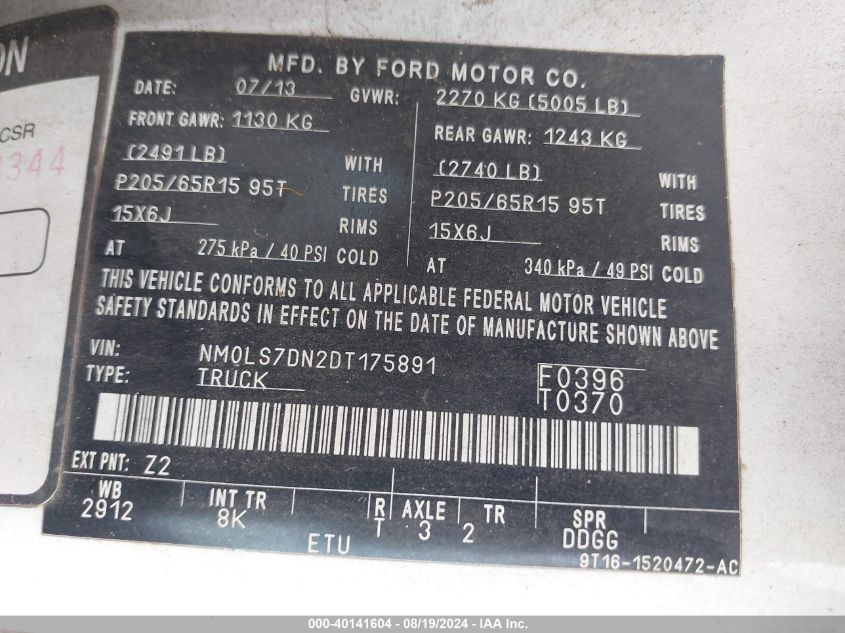 ON
CSR
344
MFD. BY FORD MOTOR CO.
DATE: 07/13 GVWR: 2270 KG (5005 LB)
FRONT GAWR: 1130 KG REAR GAWR: 1243 KG
(2491 LB) WITH (2740 LB) WITH
P205/65R15 95T TIRES P205/65R15 95T TIRES
15X6J RIMS 15X6J RIMS
AT 275 kPa / 40 PSI COLD AT 340 kPa / 49 PSI COLD
THIS VEHICLE CONFORMS TO ALL APPLICABLE FEDERAL MOTOR VEHICLE
SAFETY STANDARDS IN EFFECT ON THE DATE OF MANUFACTURE SHOWN ABOVE
VIN: NM0LS7DN2DT175891 F0396
TYPE: TRUCK T0370
EXT PNT: Z2
WB INT TR R AXLE TR SPR
2912 8K T 3 2 DDGG
ETU 9T16-1520472-AC
000-40141604 - 08/19/2024 - IAA Inc.